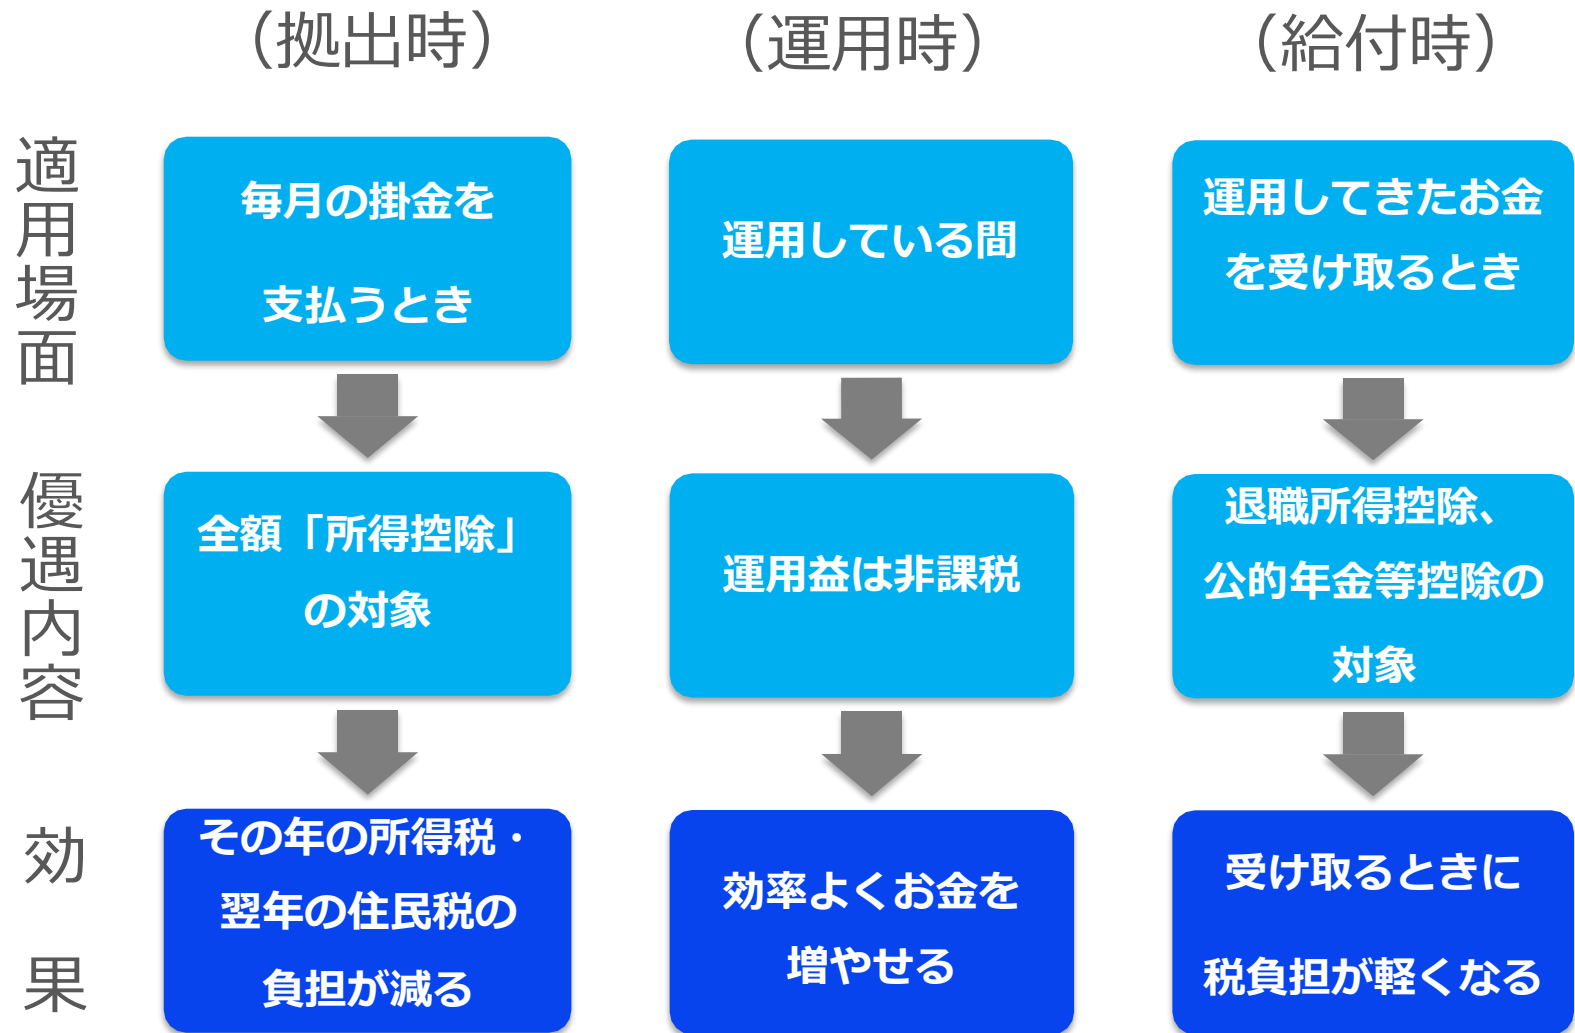 （拠出時）
（運用時）
（給付時）
適用場面
毎月の掛金を
支払うとき
運用している間
運用してきたお金
を受け取るとき
優遇内容
全額「所得控除」
の対象
運用益は非課税
退職所得控除、
公的年金等控除の
対象
効果
その年の所得税・
翌年の住民税の
負担が減る
効率よくお金を
増やせる
受け取るときに
税負担が軽くなる